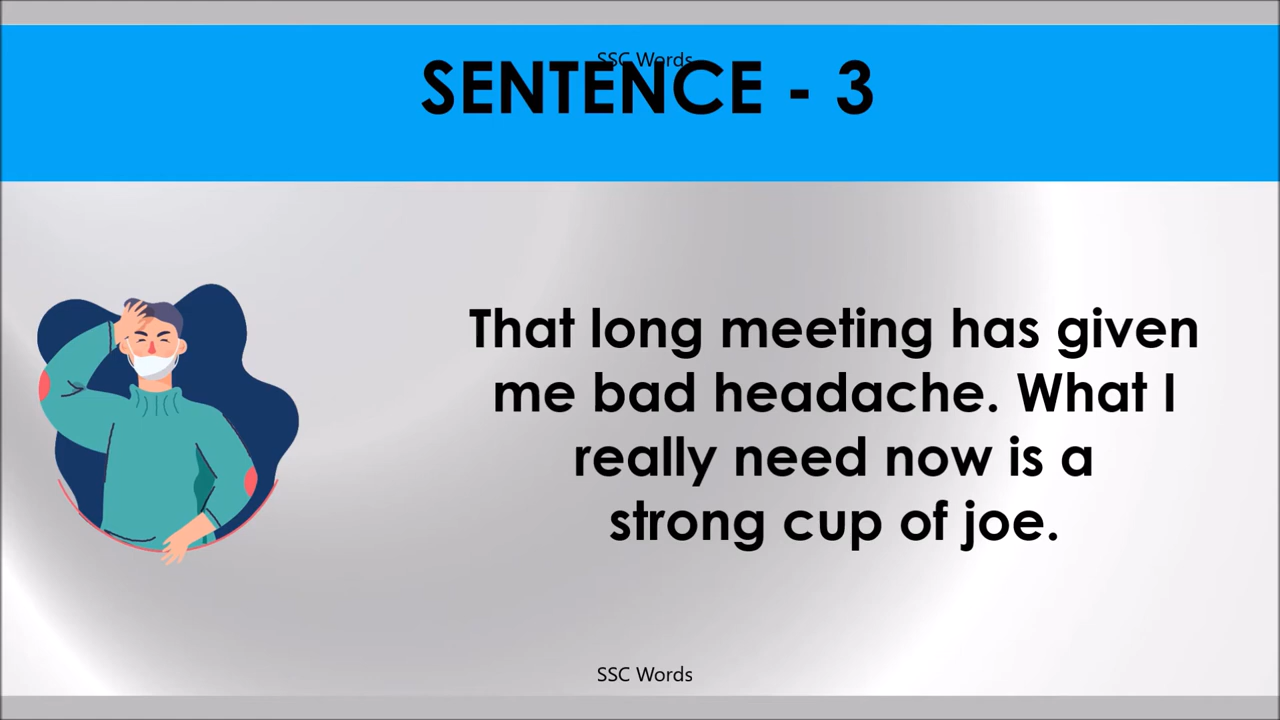 SSC Words
SENTENCE - 3
That long meeting has given
me bad headache. What I
really need now is a
strong cup of joe.
SSC Words